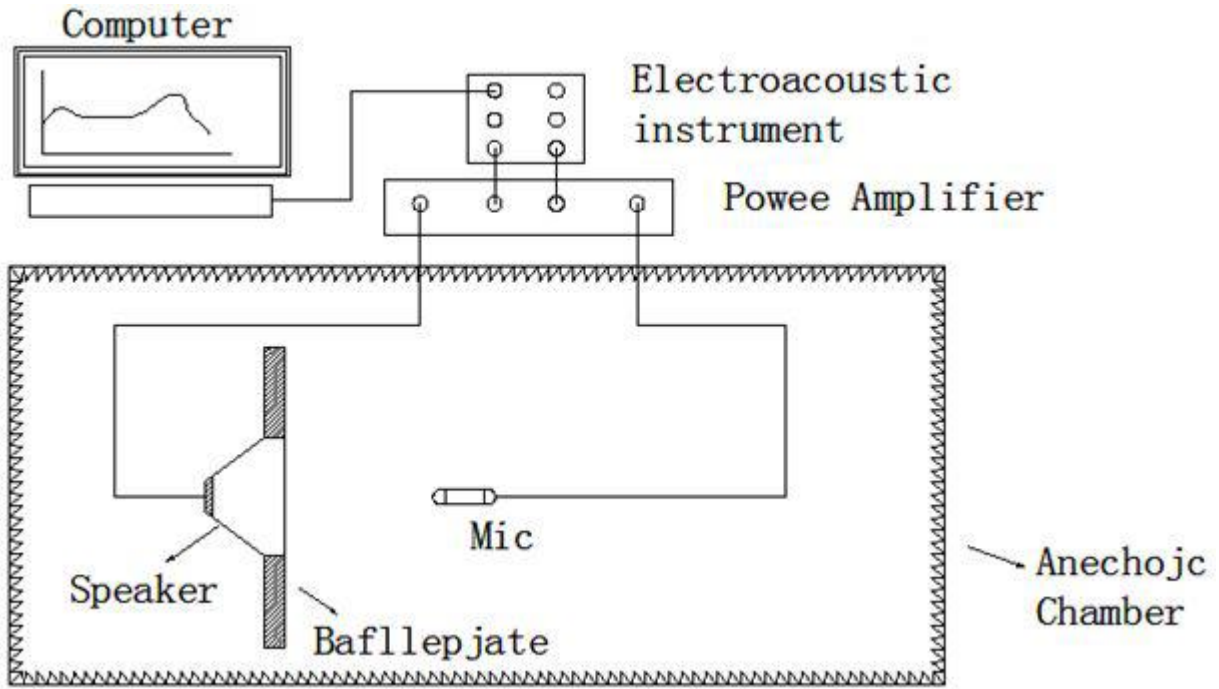 Computer
Electroacoustic
instrument
Powee Amplifier
Mic
Speaker
Bafllepjate
Anechojc
Chamber